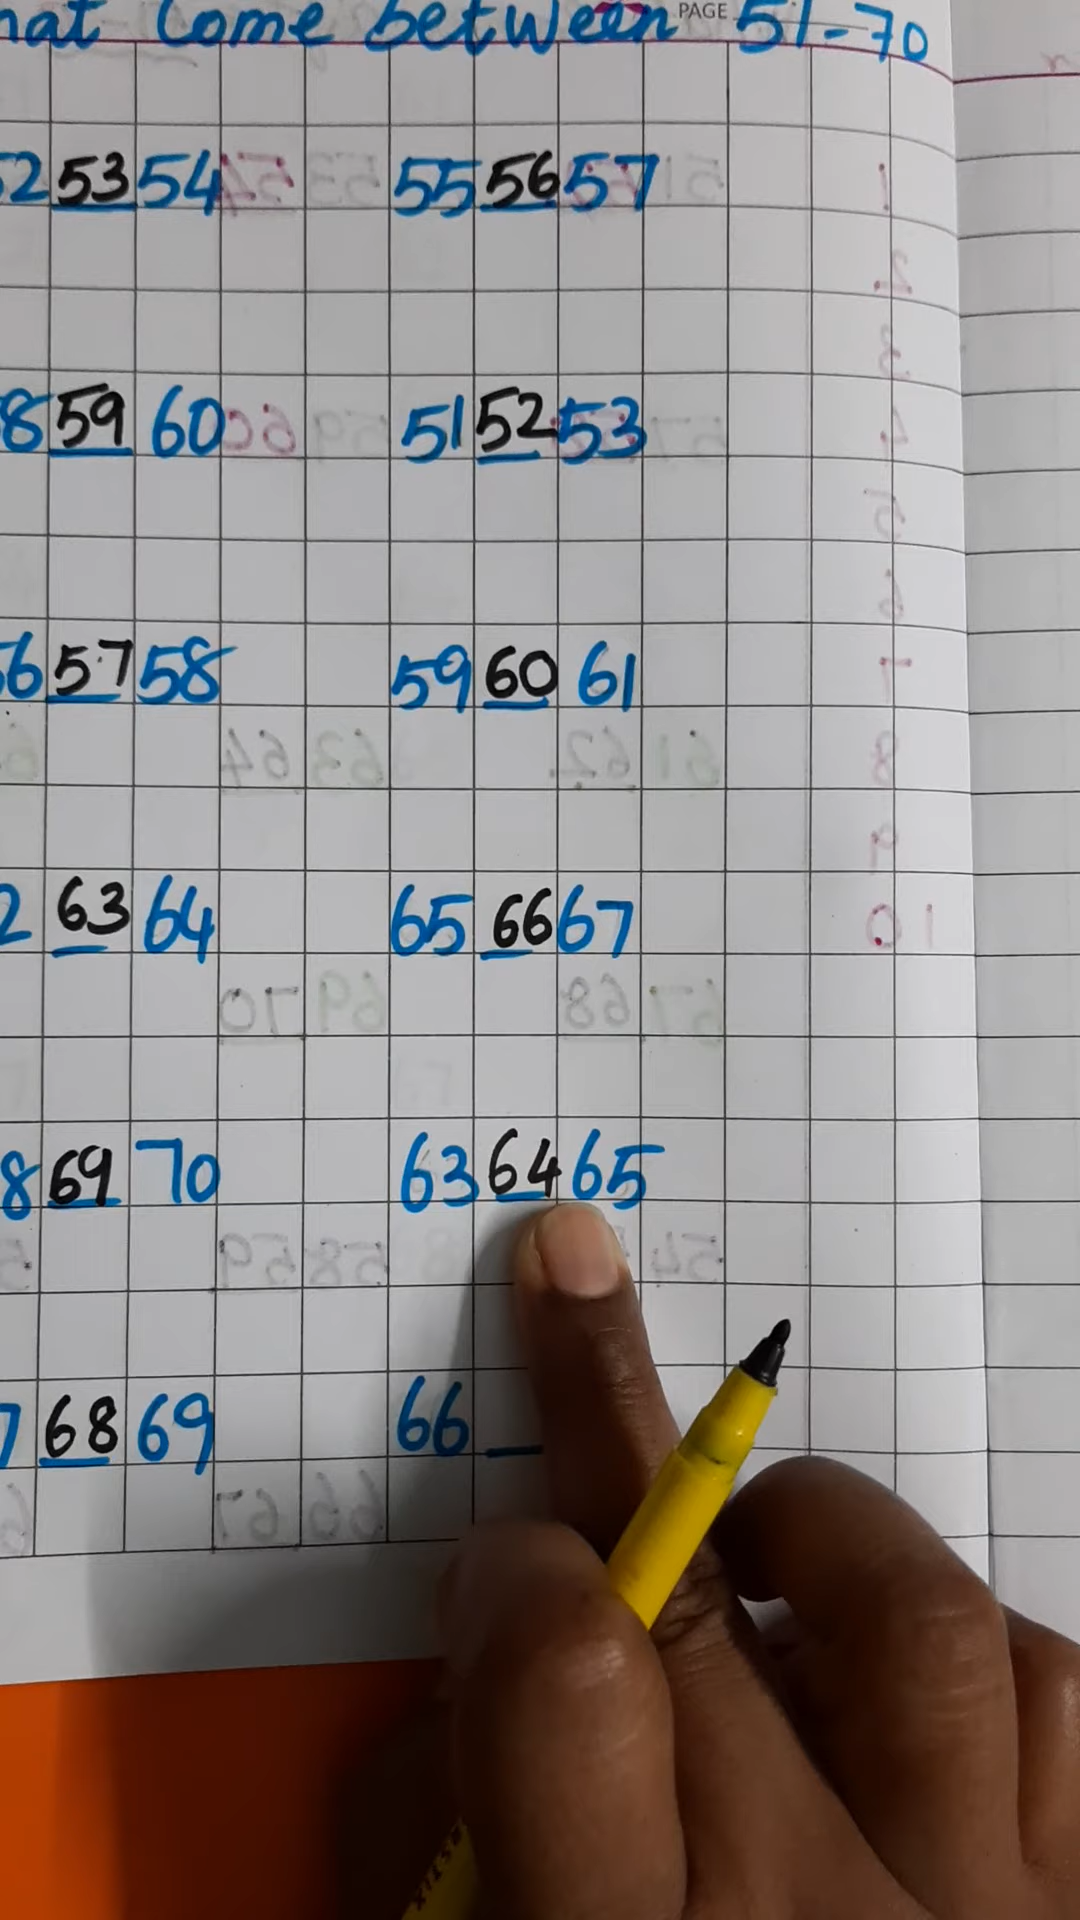 hat Come between PAGE 51-70
52 53 54 55 56 57
8 59 60 51 52 53
56 57 58 59 60 61
2 63 64 65 66 67
8 69 70 63 64 65
7 68 69 66 _